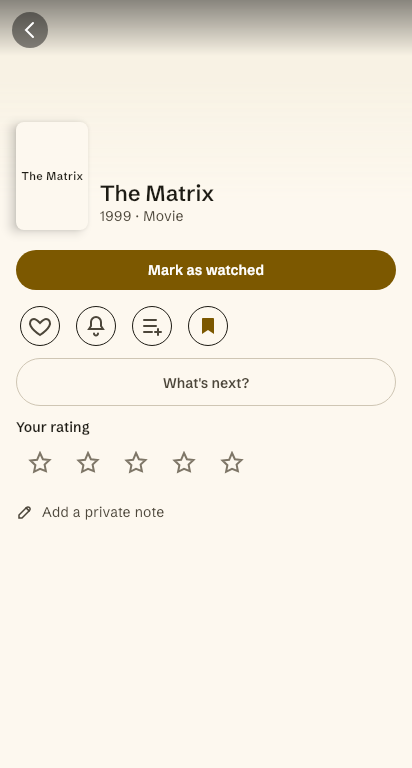 The Matrix
The Matrix
1999 · Movie
Mark as watched
What's next?
Your rating
Add a private note